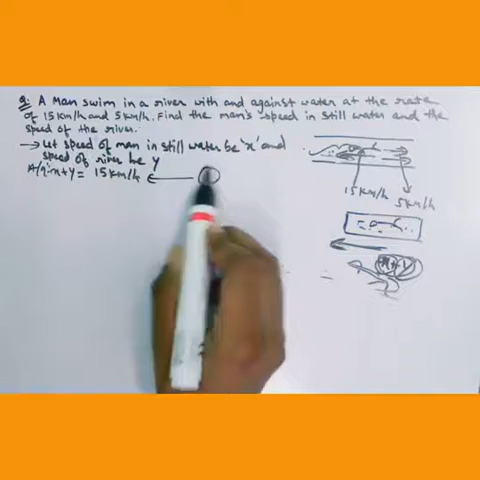 Q. A Man swim in a river with and against water at the rate
of 15 km/h and 5 km/h. Find the man's speed in still water and the
speed of the river.
→ Let speed of man in still water be 'x' and
speed of river be y
A/q: x+y = 15 km/h ←
15 km/h
5 km/h
x+y
=